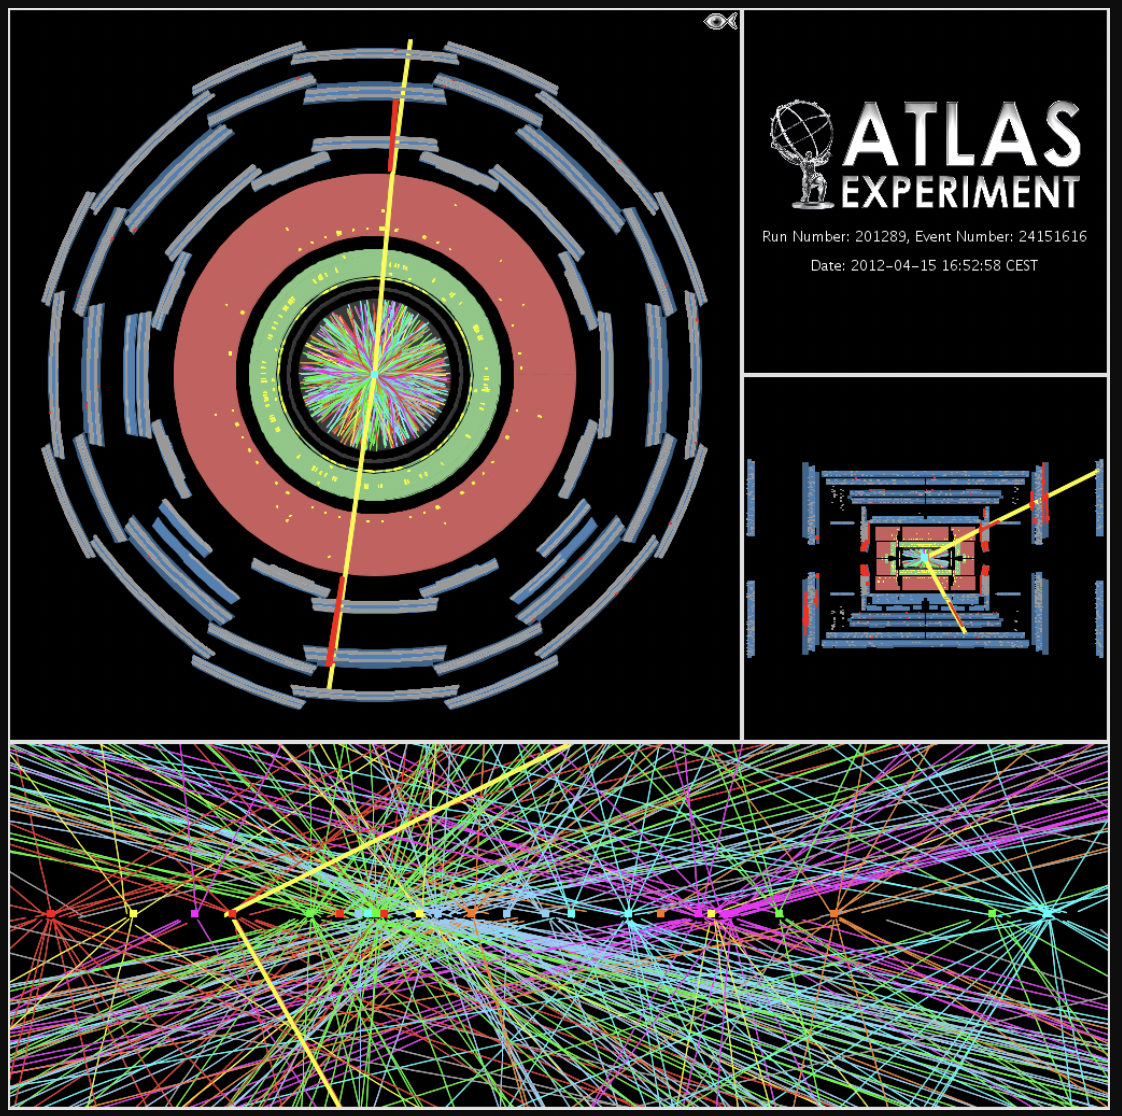 ATLAS
EXPERIMENT
Run Number: 201289, Event Number: 24151616
Date: 2012-04-15 16:52:58 CEST